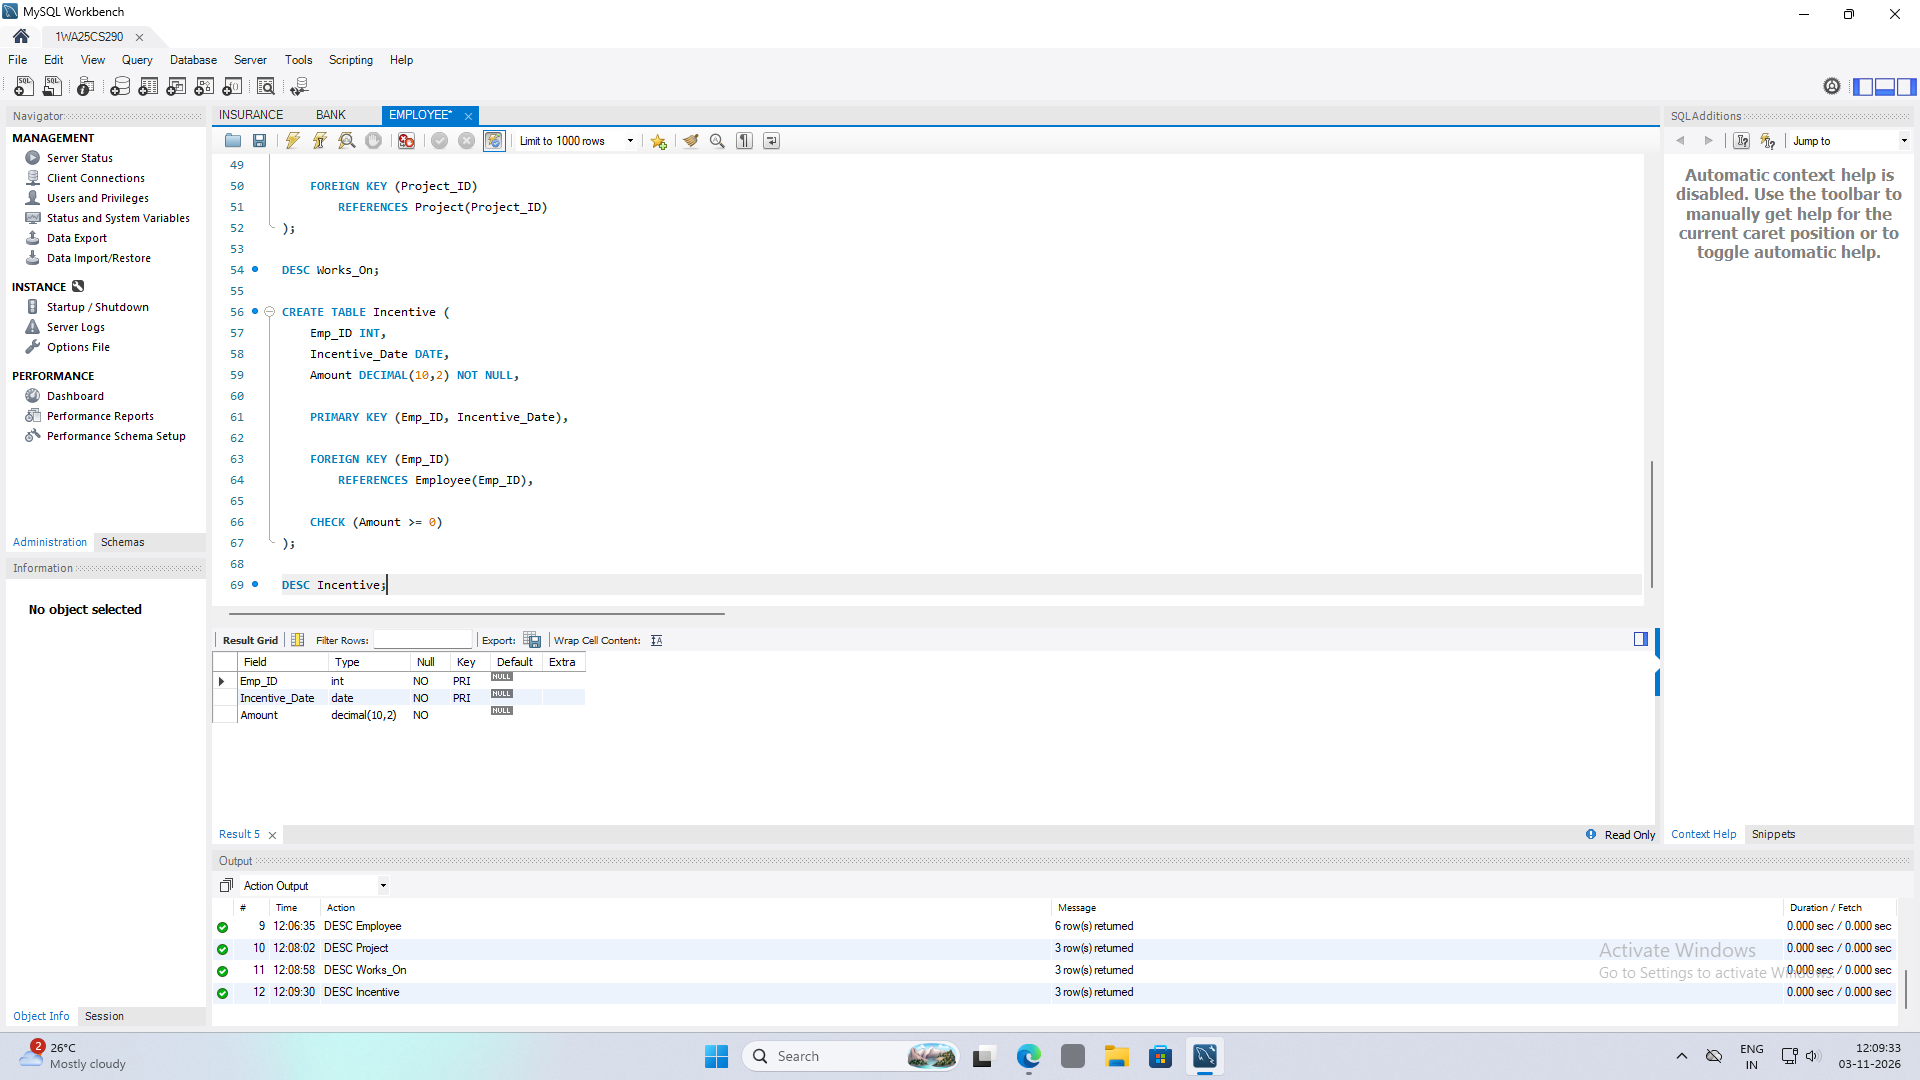 MySQL Workbench
1WA25CS290
File Edit View Query Database Server Tools Scripting Help
Navigator
MANAGEMENT
Server Status
Client Connections
Users and Privileges
Status and System Variables
Data Export
Data Import/Restore
INSTANCE
Startup / Shutdown
Server Logs
Options File
PERFORMANCE
Dashboard
Performance Reports
Performance Schema Setup
Administration Schemas
Information
No object selected
Object Info Session
INSURANCE BANK EMPLOYEE*
Limit to 1000 rows
49
50 FOREIGN KEY (Project_ID)
51 REFERENCES Project(Project_ID)
52 );
53
54 DESC Works_On;
55
56 CREATE TABLE Incentive (
57 Emp_ID INT,
58 Incentive_Date DATE,
59 Amount DECIMAL(10,2) NOT NULL,
60
61 PRIMARY KEY (Emp_ID, Incentive_Date),
62
63 FOREIGN KEY (Emp_ID)
64 REFERENCES Employee(Emp_ID),
65
66 CHECK (Amount >= 0)
67 );
68
69 DESC Incentive;
Result Grid Filter Rows: Export: Wrap Cell Content:
Field Type Null Key Default Extra
Emp_ID int NO PRI NULL
Incentive_Date date NO PRI NULL
Amount decimal(10,2) NO NULL
Result 5 Read Only
SQLAdditions
Jump to
Automatic context help is
disabled. Use the toolbar to
manually get help for the
current caret position or to
toggle automatic help.
Context Help Snippets
Output
Action Output
# Time Action Message Duration / Fetch
9 12:06:35 DESC Employee 6 row(s) returned 0.000 sec / 0.000 sec
10 12:08:02 DESC Project 3 row(s) returned 0.000 sec / 0.000 sec
11 12:08:58 DESC Works_On 3 row(s) returned 0.000 sec / 0.000 sec
12 12:09:30 DESC Incentive 3 row(s) returned 0.000 sec / 0.000 sec
Activate Windows
Go to Settings to activate Windows.
2
26°C
Mostly cloudy
Search
ENG
IN
12:09:33
03-11-2026